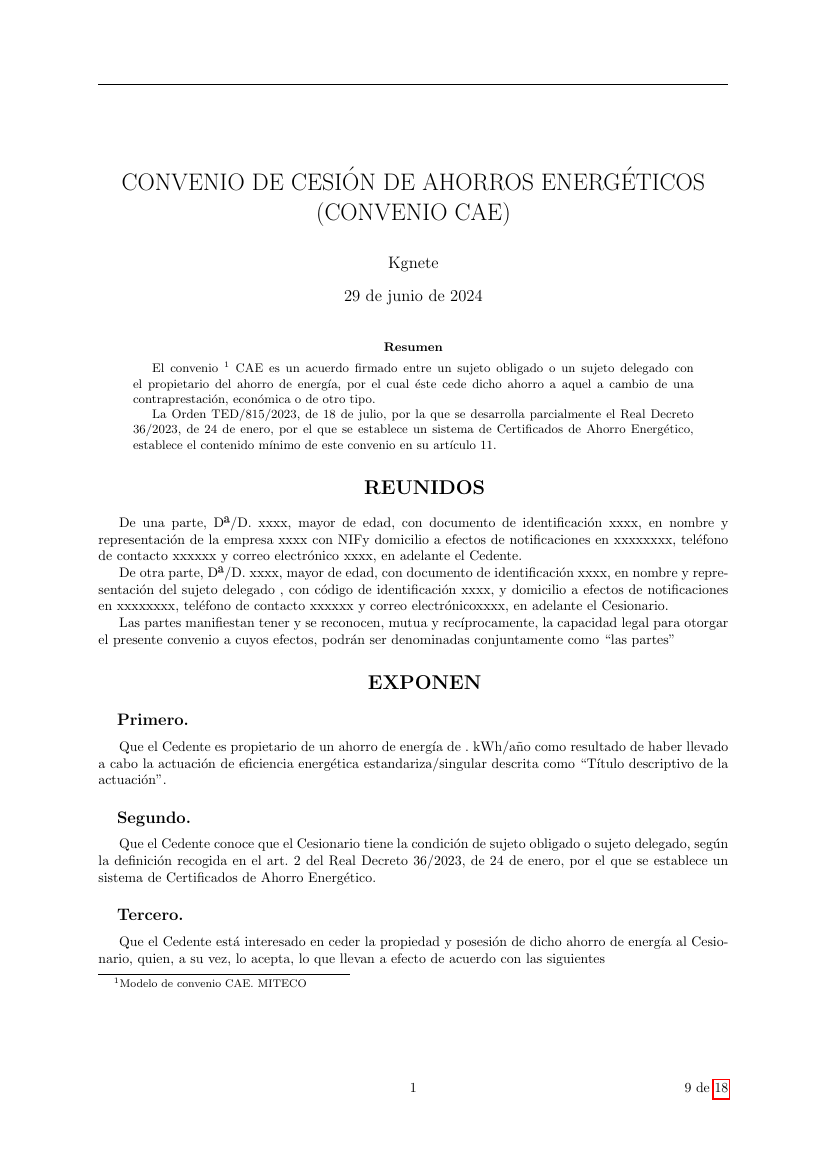 CONVENIO DE CESIÓN DE AHORROS ENERGÉTICOS
(CONVENIO CAE)
Kgnete
29 de junio de 2024
Resumen
El convenio ¹ CAE es un acuerdo firmado entre un sujeto obligado o un sujeto delegado con
el propietario del ahorro de energía, por el cual éste cede dicho ahorro a aquel a cambio de una
contraprestación, económica o de otro tipo.
La Orden TED/815/2023, de 18 de julio, por la que se desarrolla parcialmente el Real Decreto
36/2023, de 24 de enero, por el que se establece un sistema de Certificados de Ahorro Energético,
establece el contenido mínimo de este convenio en su artículo 11.
REUNIDOS
De una parte, Dª/D. xxxx, mayor de edad, con documento de identificación xxxx, en nombre y
representación de la empresa xxxx con NIFy domicilio a efectos de notificaciones en xxxxxxxx, teléfono
de contacto xxxxxx y correo electrónico xxxx, en adelante el Cedente.
De otra parte, Dª/D. xxxx, mayor de edad, con documento de identificación xxxx, en nombre y repre-
sentación del sujeto delegado , con código de identificación xxxx, y domicilio a efectos de notificaciones
en xxxxxxxx, teléfono de contacto xxxxxx y correo electrónicoxxxx, en adelante el Cesionario.
Las partes manifiestan tener y se reconocen, mutua y recíprocamente, la capacidad legal para otorgar
el presente convenio a cuyos efectos, podrán ser denominadas conjuntamente como “las partes”
EXPONEN
Primero.
Que el Cedente es propietario de un ahorro de energía de . kWh/año como resultado de haber llevado
a cabo la actuación de eficiencia energética estandariza/singular descrita como “Título descriptivo de la
actuación”.
Segundo.
Que el Cedente conoce que el Cesionario tiene la condición de sujeto obligado o sujeto delegado, según
la definición recogida en el art. 2 del Real Decreto 36/2023, de 24 de enero, por el que se establece un
sistema de Certificados de Ahorro Energético.
Tercero.
Que el Cedente está interesado en ceder la propiedad y posesión de dicho ahorro de energía al Cesio-
nario, quien, a su vez, lo acepta, lo que llevan a efecto de acuerdo con las siguientes
¹Modelo de convenio CAE. MITECO
1
9 de 18